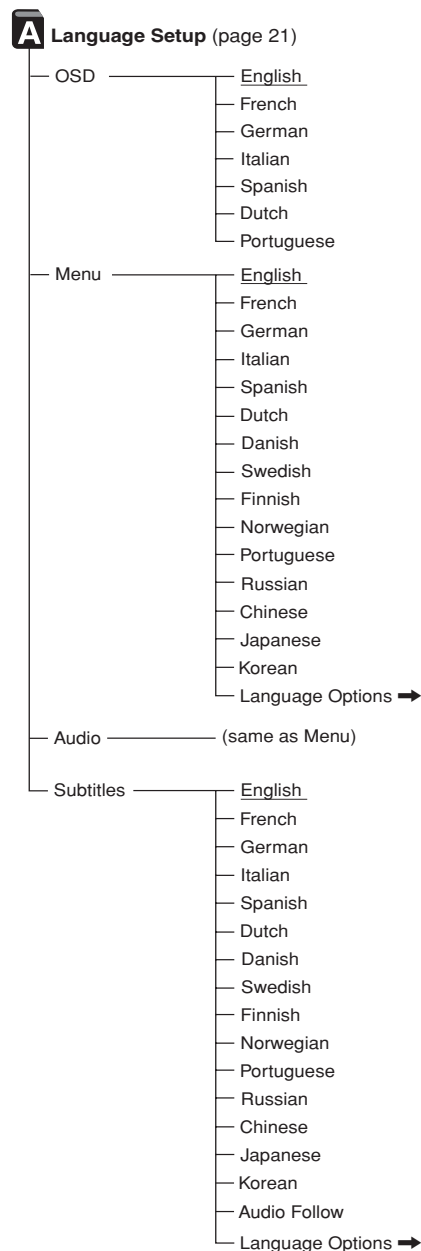 A Language Setup (page 21)
OSD English
French
German
Italian
Spanish
Dutch
Portuguese
Menu English
French
German
Italian
Spanish
Dutch
Danish
Swedish
Finnish
Norwegian
Portuguese
Russian
Chinese
Japanese
Korean
Language Options ➡
Audio (same as Menu)
Subtitles English
French
German
Italian
Spanish
Dutch
Danish
Swedish
Finnish
Norwegian
Portuguese
Russian
Chinese
Japanese
Korean
Audio Follow
Language Options ➡